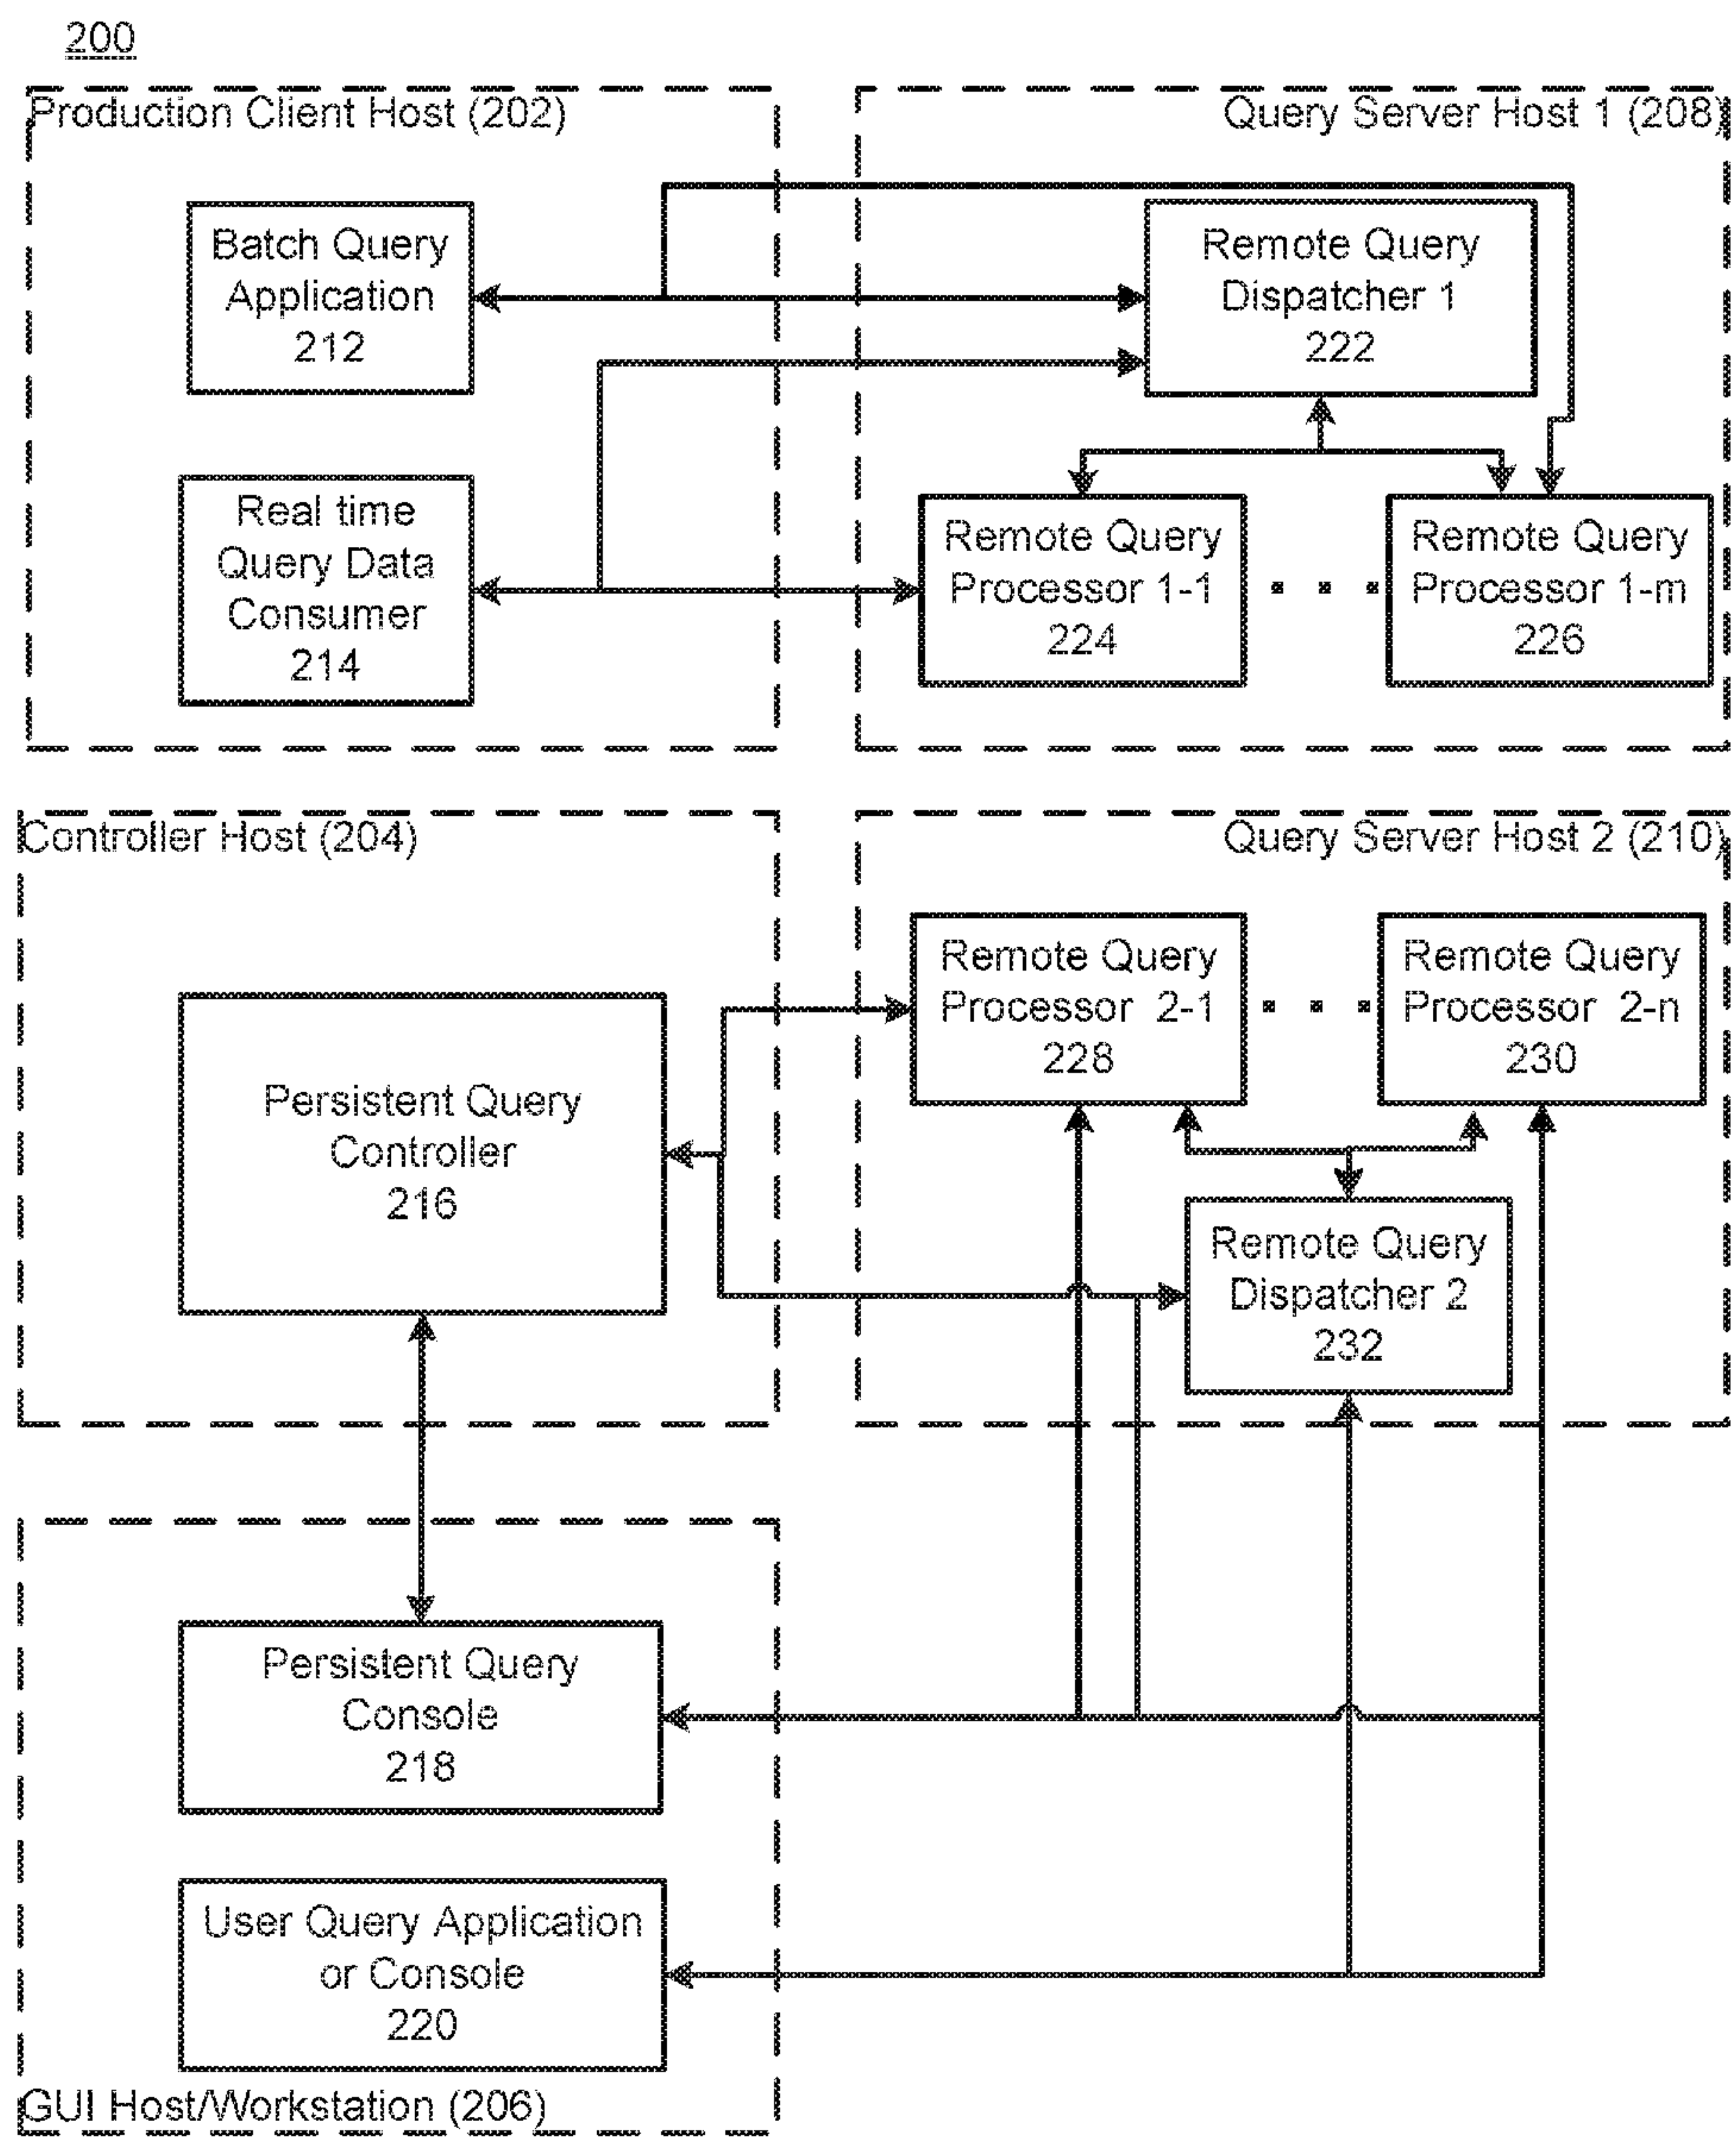 200
Production Client Host (202)
Query Server Host 1 (208)
Batch Query
Application
212
Remote Query
Dispatcher 1
222
Real time
Query Data
Consumer
214
Remote Query
Processor 1-1
224
Remote Query
Processor 1-m
226
Controller Host (204)
Query Server Host 2 (210)
Remote Query
Processor 2-1
228
Remote Query
Processor 2-n
230
Persistent Query
Controller
216
Remote Query
Dispatcher 2
232
Persistent Query
Console
218
User Query Application
or Console
220
GUI Host/Workstation (206)